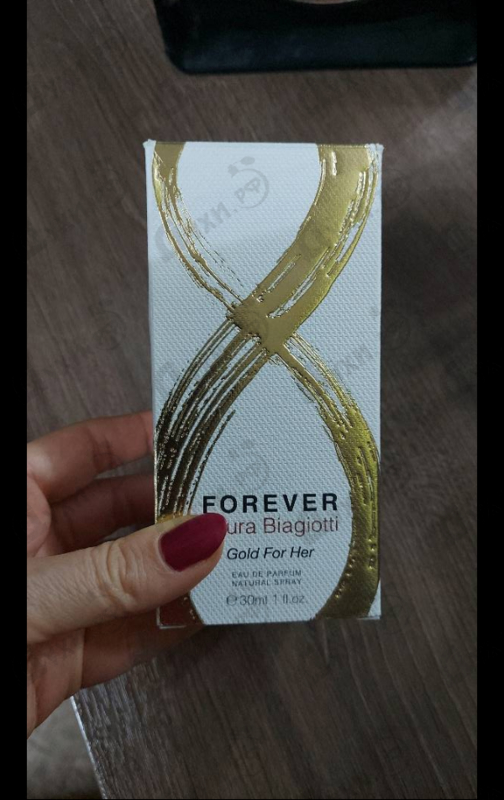 FOREVER
ura Biagiotti
Gold For Her
EAU DE PARFUM
NATURAL SPRAY
℮30ml 1 fl.oz.